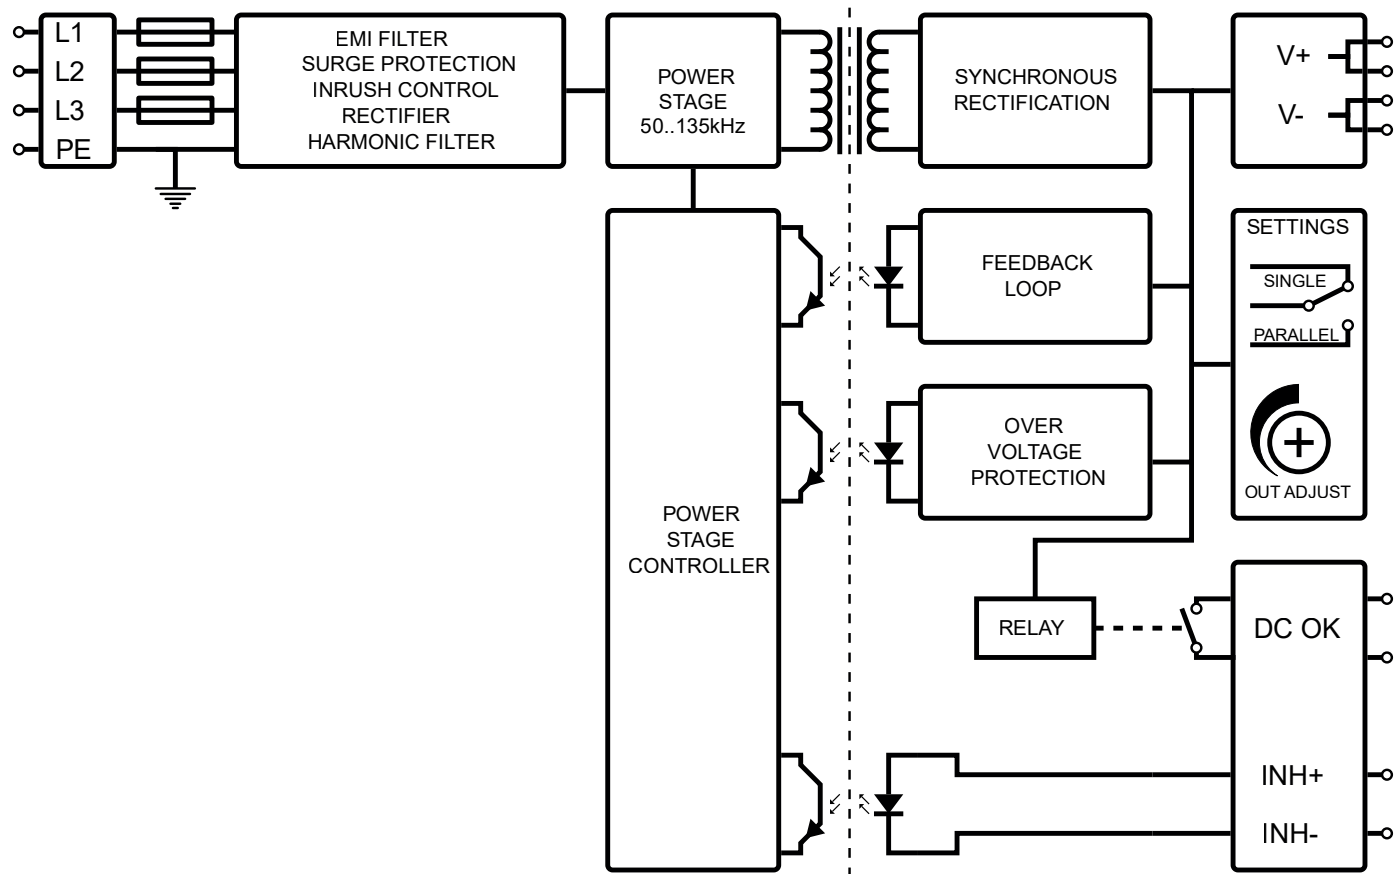 L1
L2
L3
PE
EMI FILTER
SURGE PROTECTION
INRUSH CONTROL
RECTIFIER
HARMONIC FILTER
POWER
STAGE
50..135kHz
SYNCHRONOUS
RECTIFICATION
V+
V-
POWER
STAGE
CONTROLLER
FEEDBACK
LOOP
OVER
VOLTAGE
PROTECTION
SETTINGS
SINGLE
PARALLEL
OUT ADJUST
RELAY
DC OK
INH+
INH-